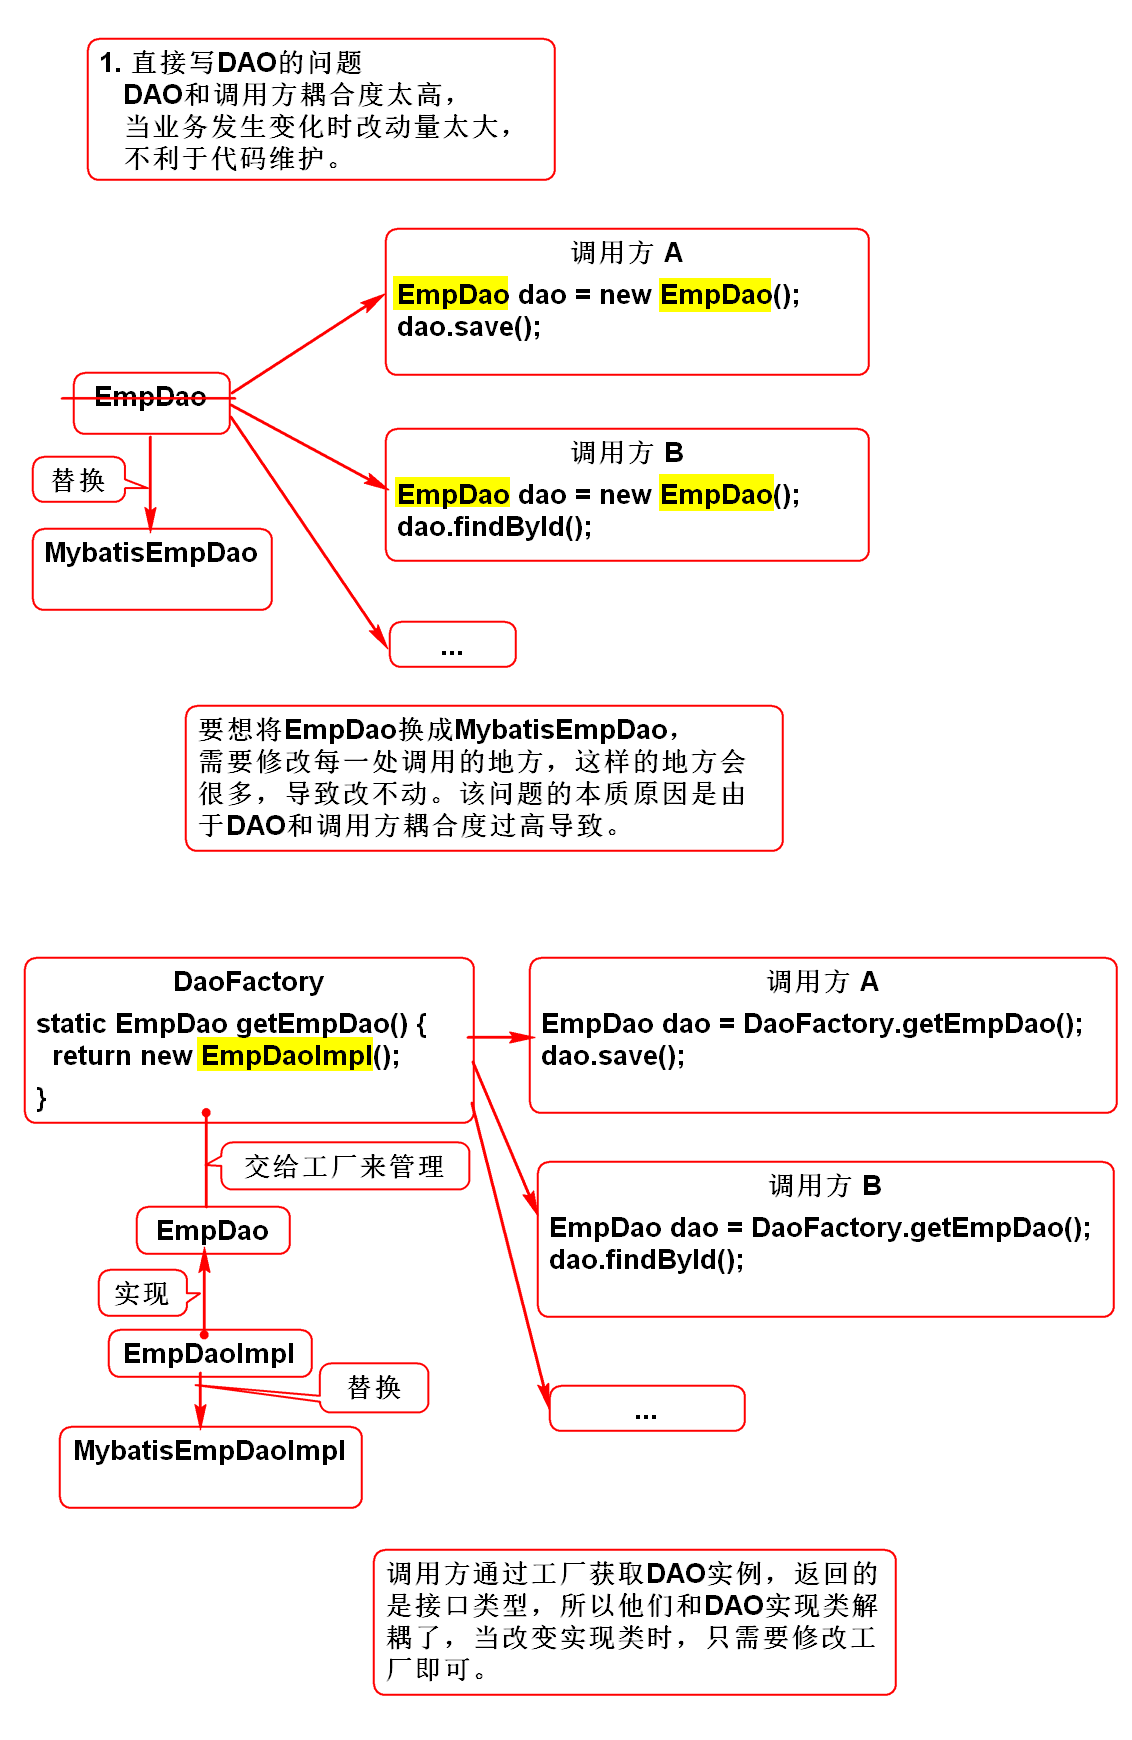 1. 直接写DAO的问题
DAO和调用方耦合度太高，
当业务发生变化时改动量太大，
不利于代码维护。
调用方 A
EmpDao dao = new EmpDao();
dao.save();
EmpDao
替换
MybatisEmpDao
调用方 B
EmpDao dao = new EmpDao();
dao.findById();
...
要想将EmpDao换成MybatisEmpDao，
需要修改每一处调用的地方，这样的地方会
很多，导致改不动。该问题的本质原因是由
于DAO和调用方耦合度过高导致。
DaoFactory
static EmpDao getEmpDao() {
return new EmpDaoImpl();
}
调用方 A
EmpDao dao = DaoFactory.getEmpDao();
dao.save();
交给工厂来管理
EmpDao
实现
EmpDaoImpl
替换
MybatisEmpDaoImpl
调用方 B
EmpDao dao = DaoFactory.getEmpDao();
dao.findById();
...
调用方通过工厂获取DAO实例，返回的
是接口类型，所以他们和DAO实现类解
耦了，当改变实现类时，只需要修改工
厂即可。